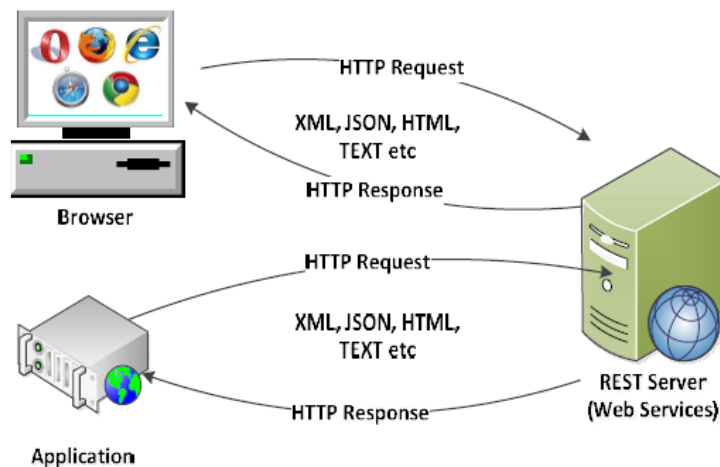 HTTP Request
XML, JSON, HTML,
TEXT etc
HTTP Response
Browser
HTTP Request
XML, JSON, HTML,
TEXT etc
HTTP Response
REST Server
(Web Services)
Application